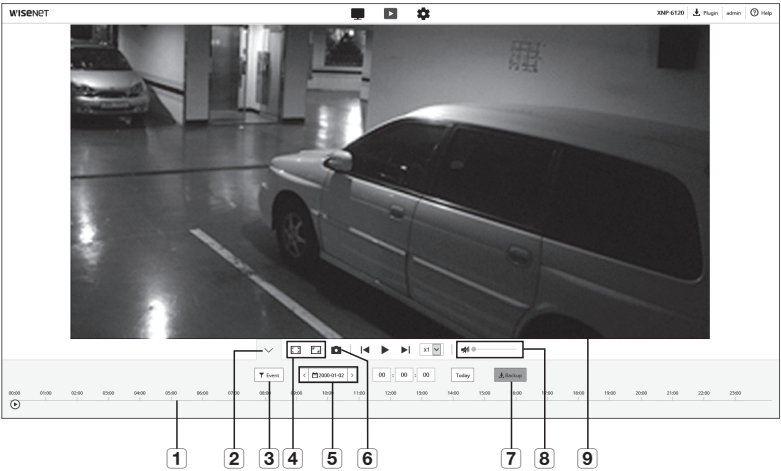 WISENET
XNP-6120 Plugin admin Help
x1
Event 2000-01-02 00 : 00 : 00 Today Backup
00:00 01:00 02:00 03:00 04:00 05:00 06:00 07:00 08:00 09:00 10:00 11:00 12:00 13:00 14:00 15:00 16:00 17:00 18:00 19:00 20:00 21:00 22:00 23:00
1 2 3 4 5 6 7 8 9